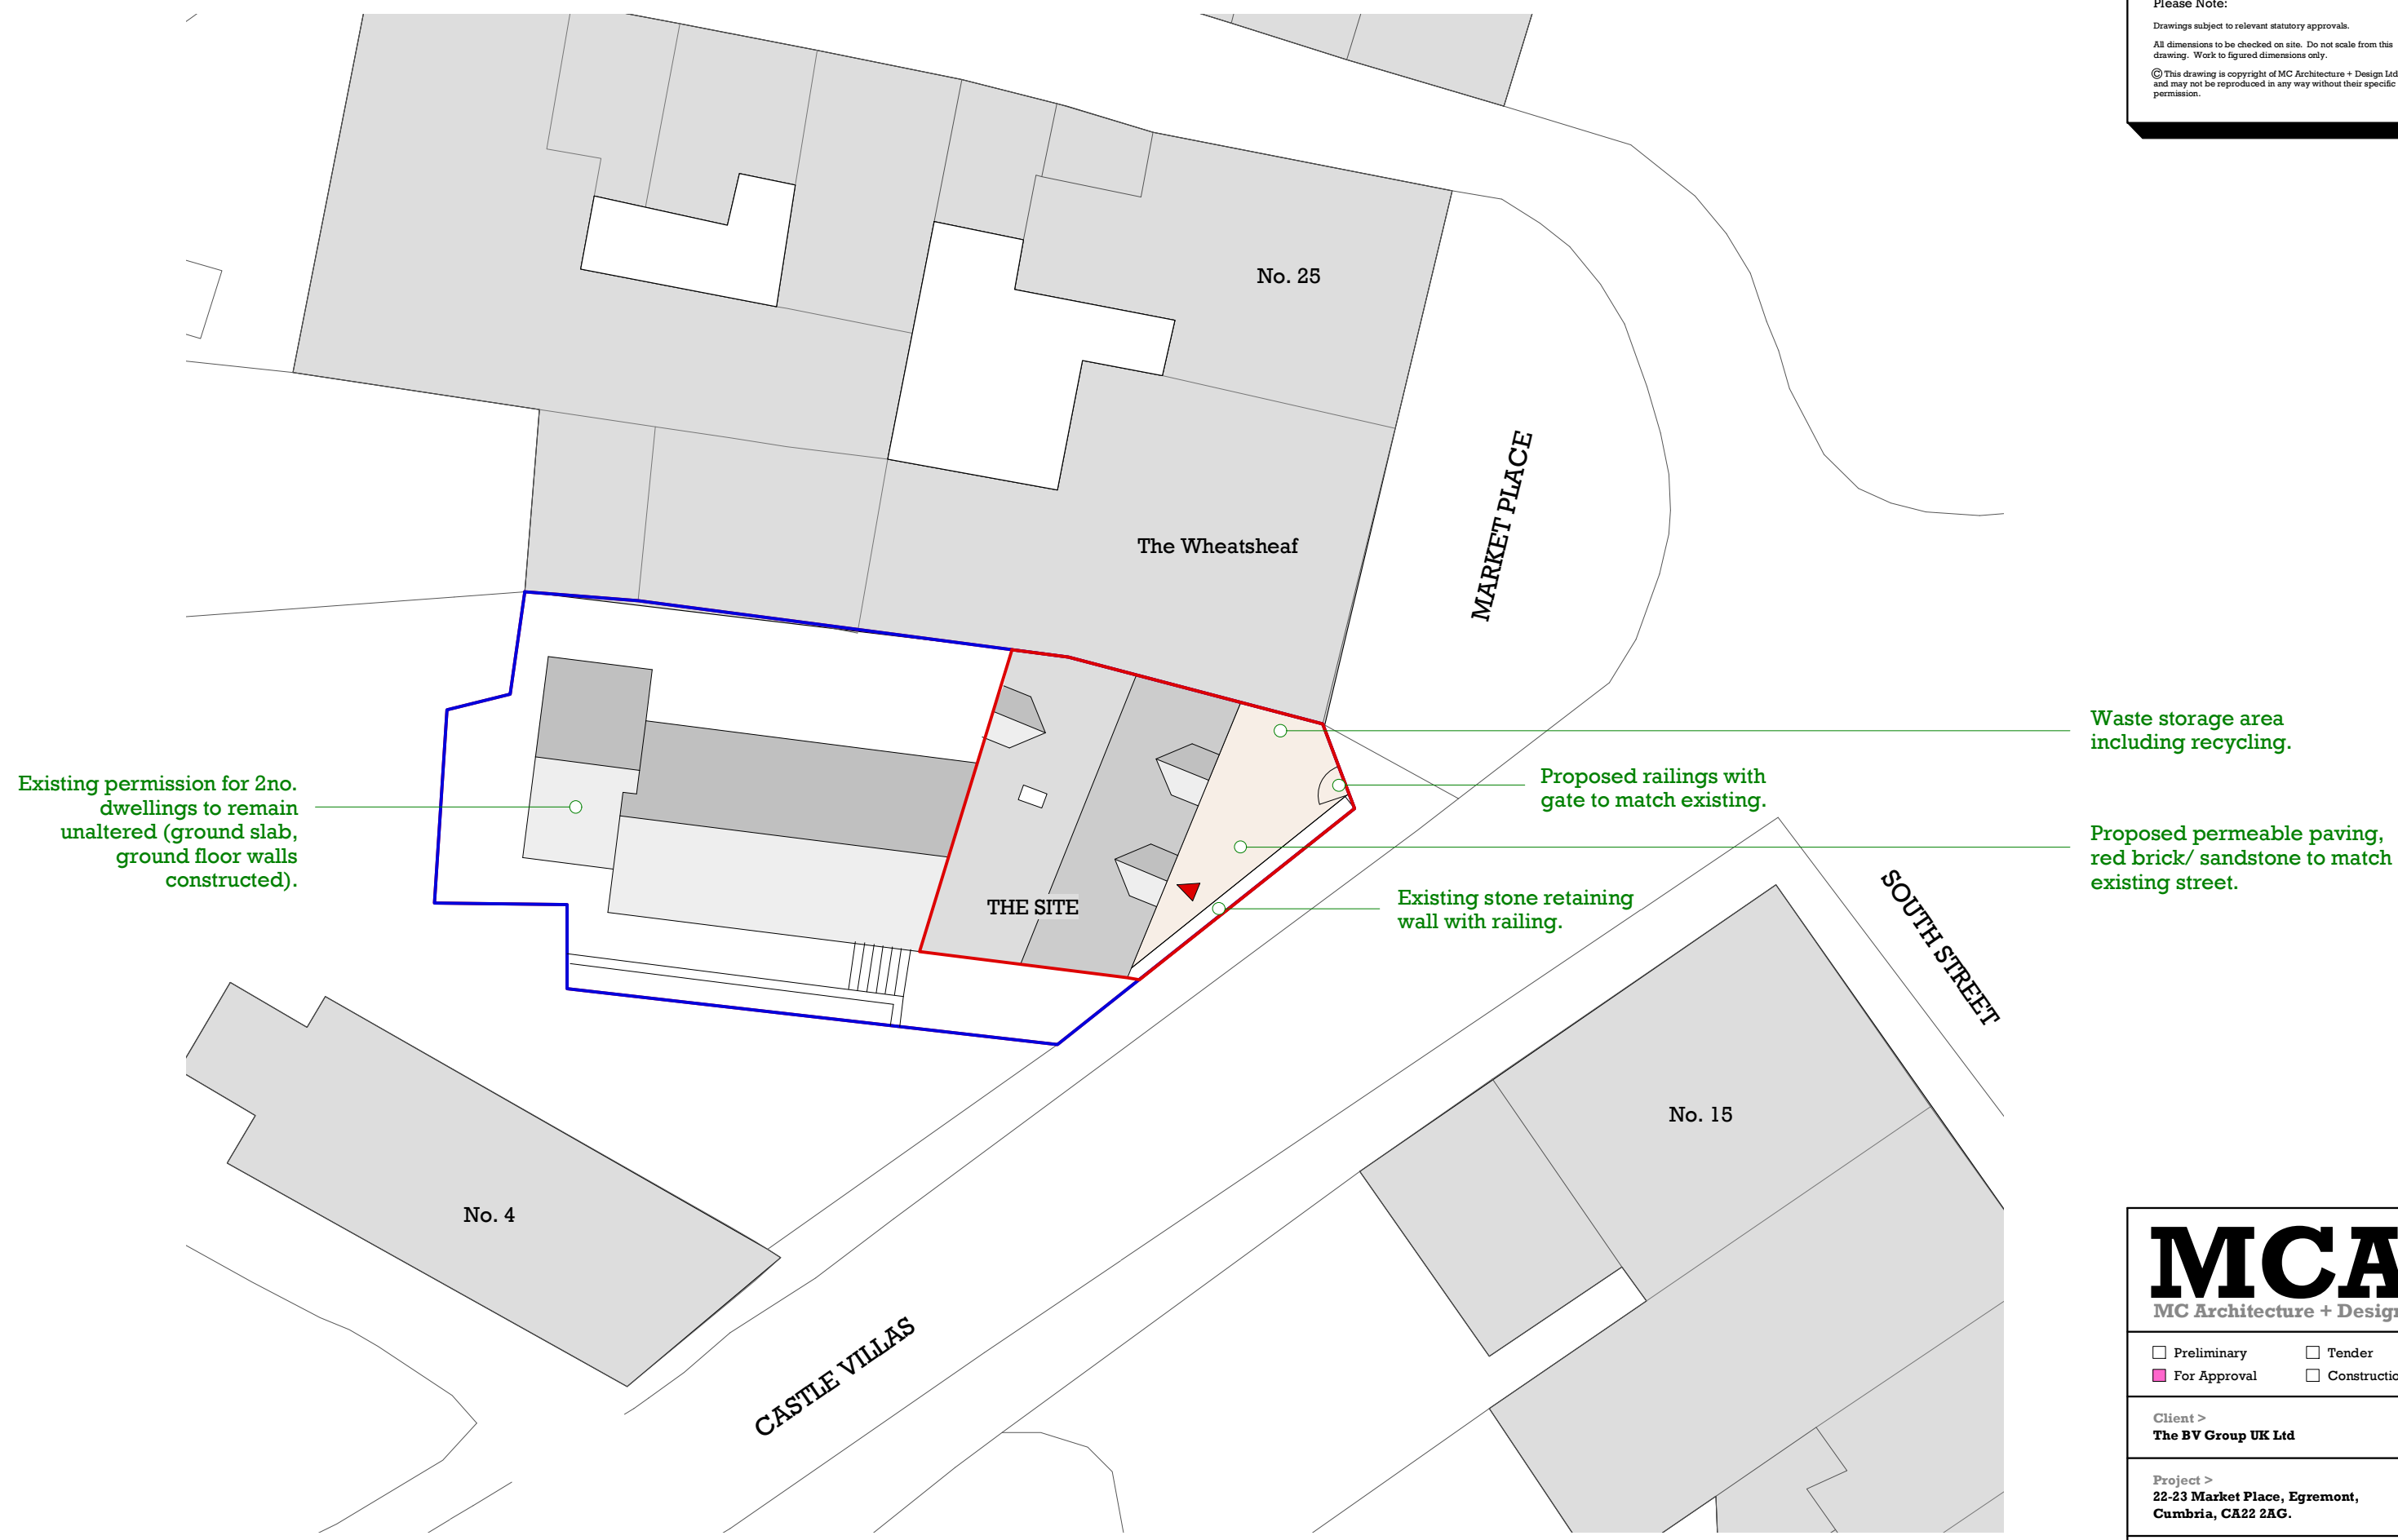 Please Note:
Drawings subject to relevant statutory approvals.
All dimensions to be checked on site. Do not scale from this
drawing. Work to figured dimensions only.
© This drawing is copyright of MC Architecture + Design Ltd
and may not be reproduced in any way without their specific
permission.
No. 25
MARKET PLACE
The Wheatsheaf
Waste storage area
including recycling.
Proposed railings with
gate to match existing.
Existing permission for 2no.
dwellings to remain
unaltered (ground slab,
ground floor walls
constructed).
Proposed permeable paving,
red brick/ sandstone to match
existing street.
THE SITE
Existing stone retaining
wall with railing.
SOUTH STREET
No. 15
No. 4
CASTLE VILLAS
MCA
MC Architecture + Design
Preliminary
Tender
For Approval
Constructio
Client >
The BV Group UK Ltd
Project >
22-23 Market Place, Egremont,
Cumbria, CA22 2AG.